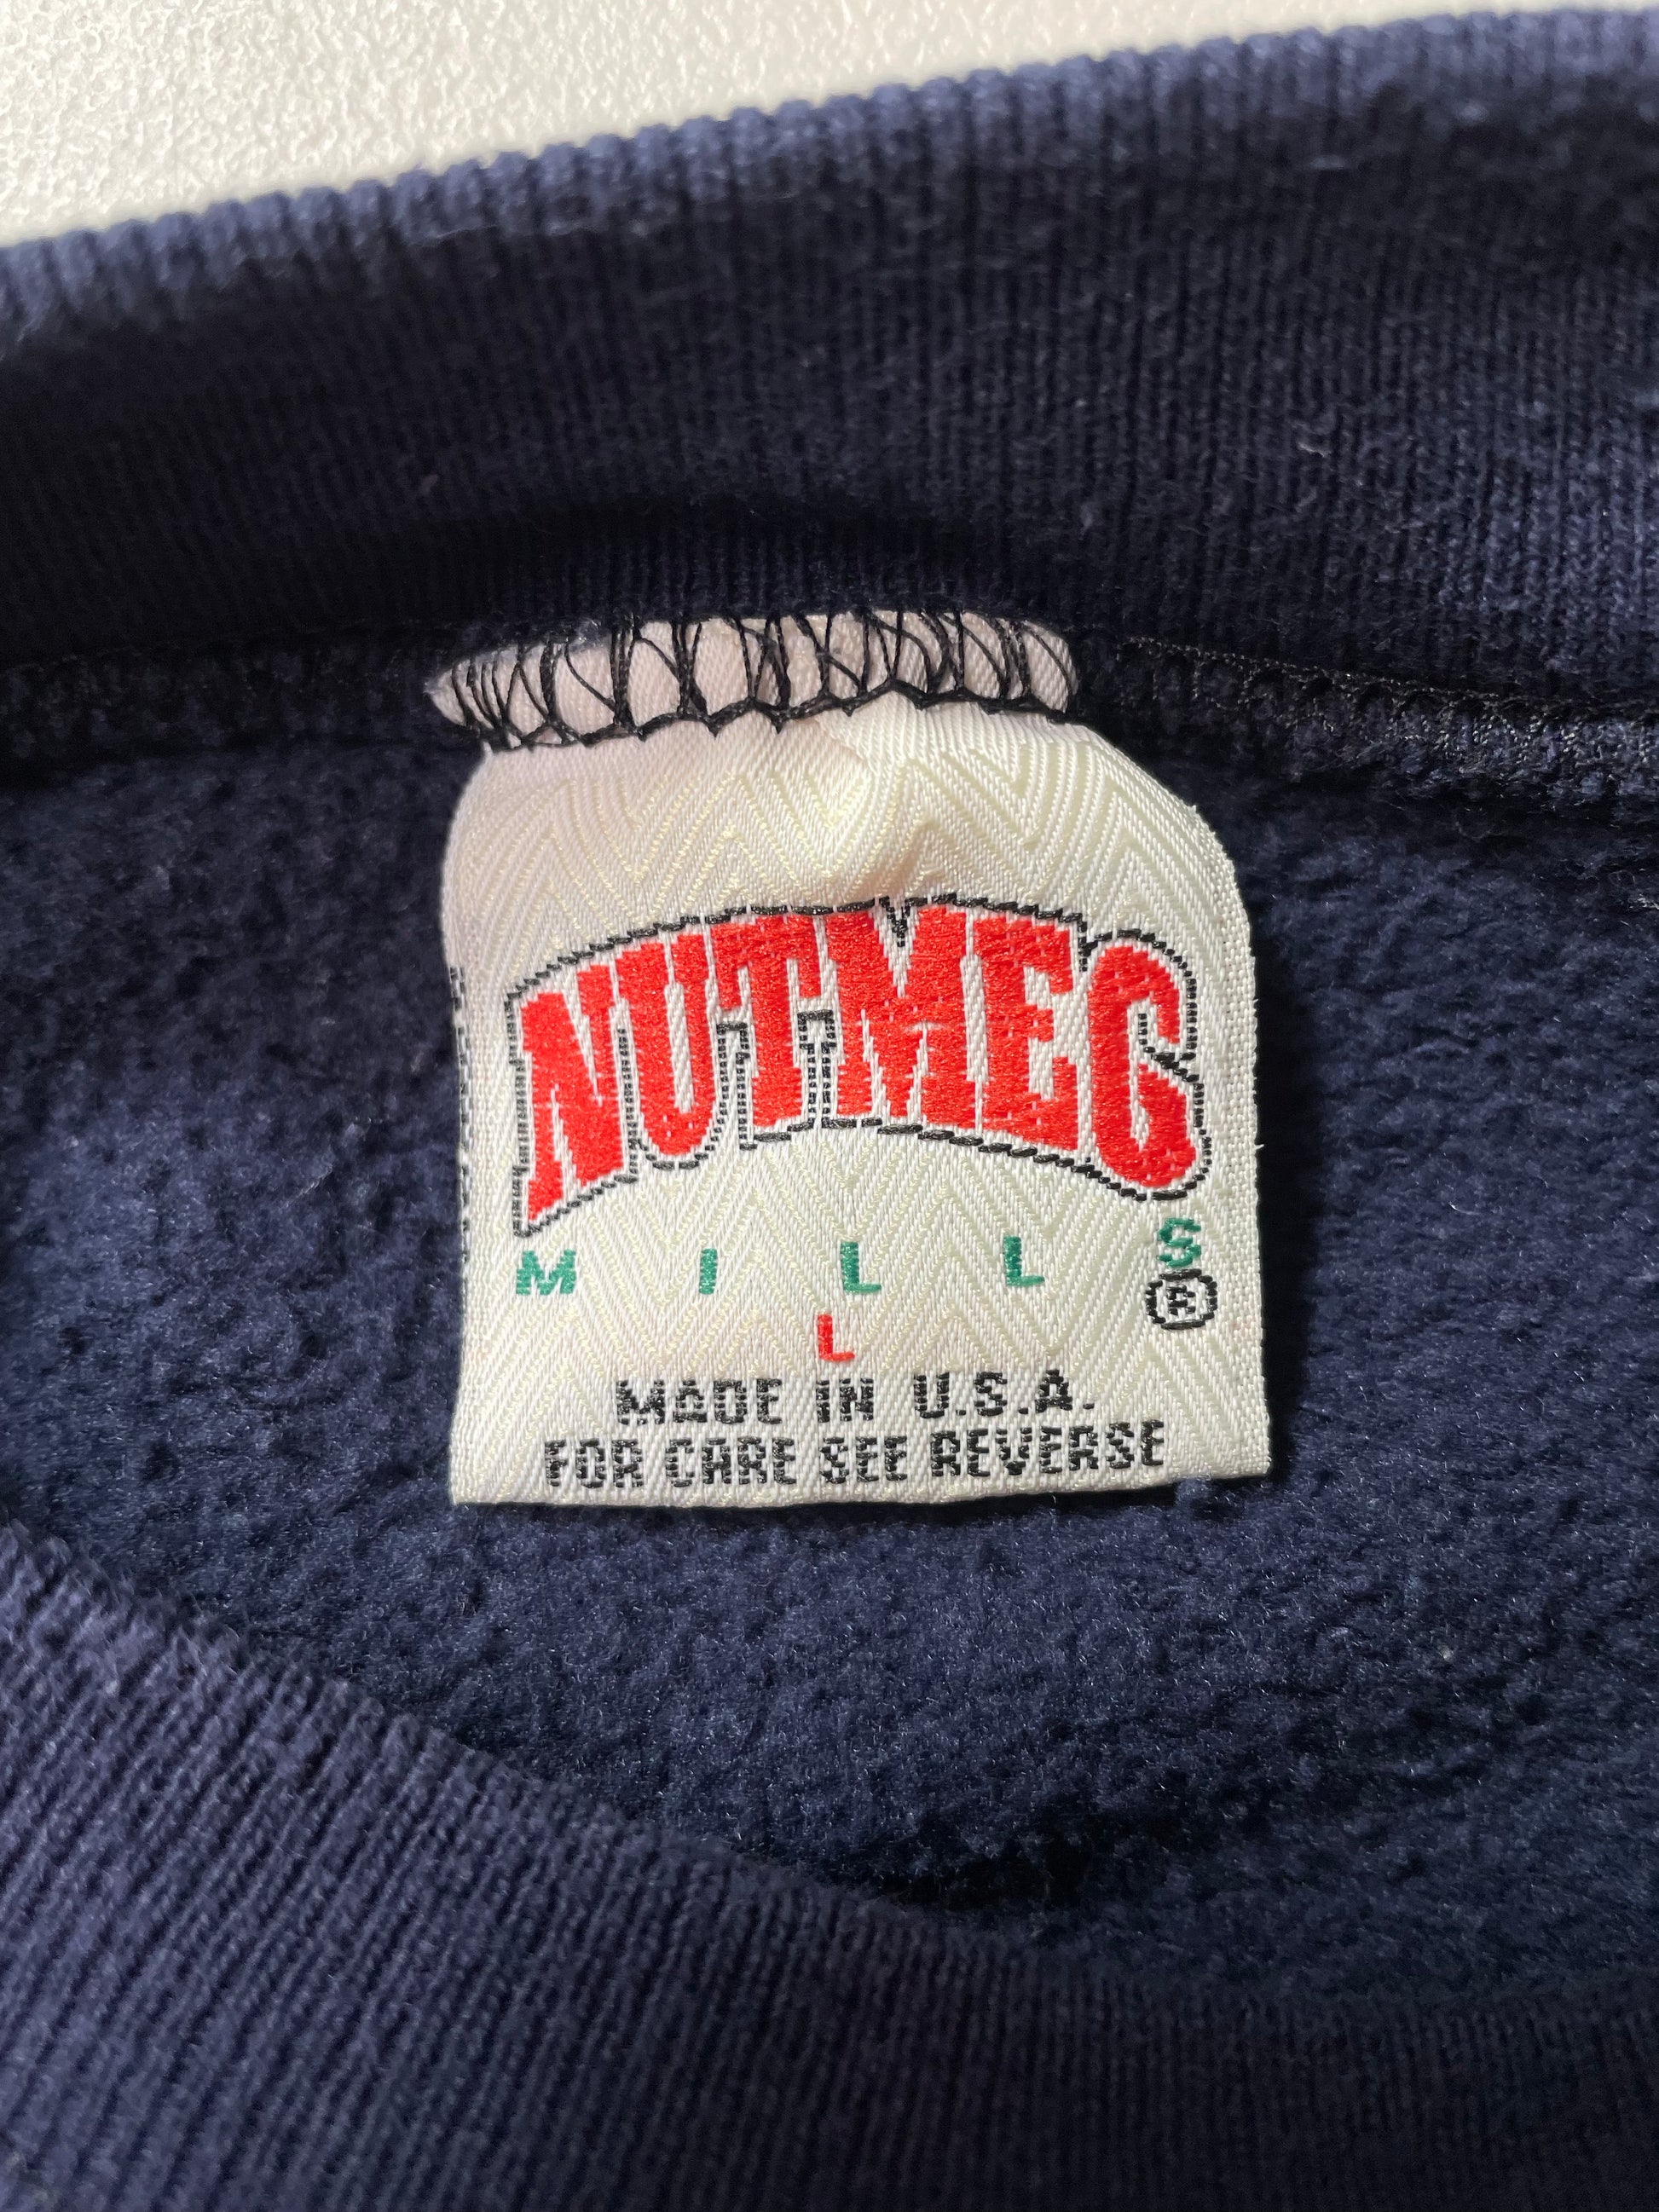 NUTMEG
MILLS
®
L
MADE IN U.S.A.
FOR CARE SEE REVERSE